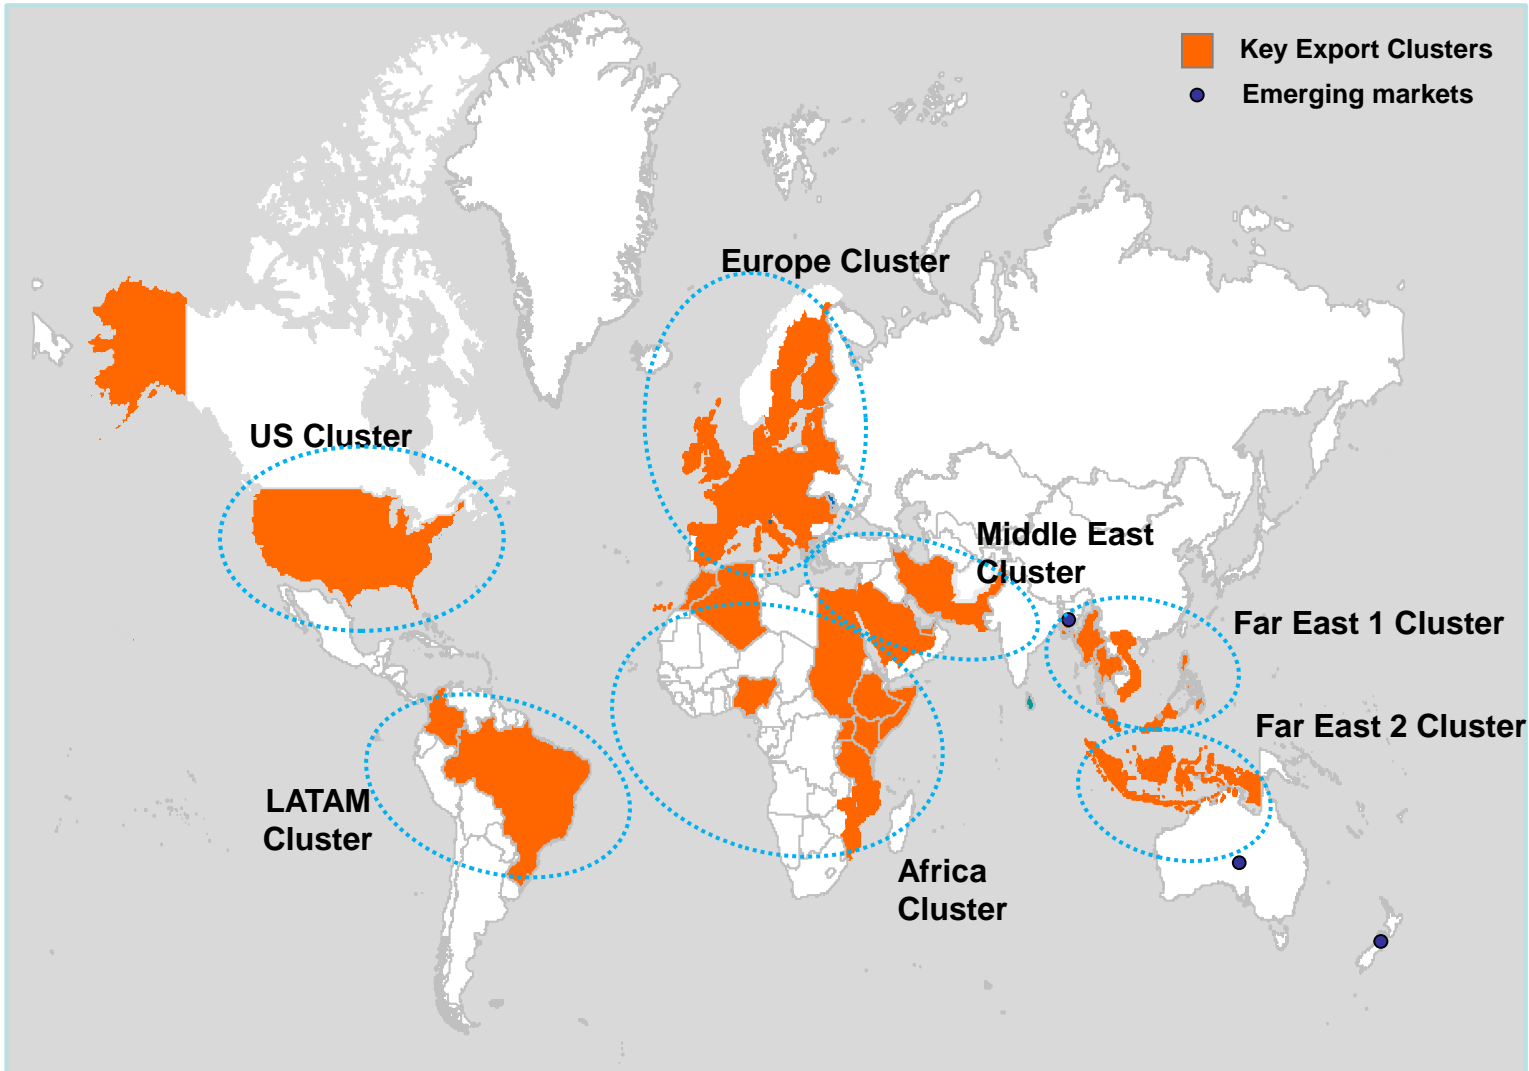 Key Export Clusters
Emerging markets
Europe Cluster
US Cluster
Middle East
Cluster
Far East 1 Cluster
Far East 2 Cluster
LATAM
Cluster
Africa
Cluster